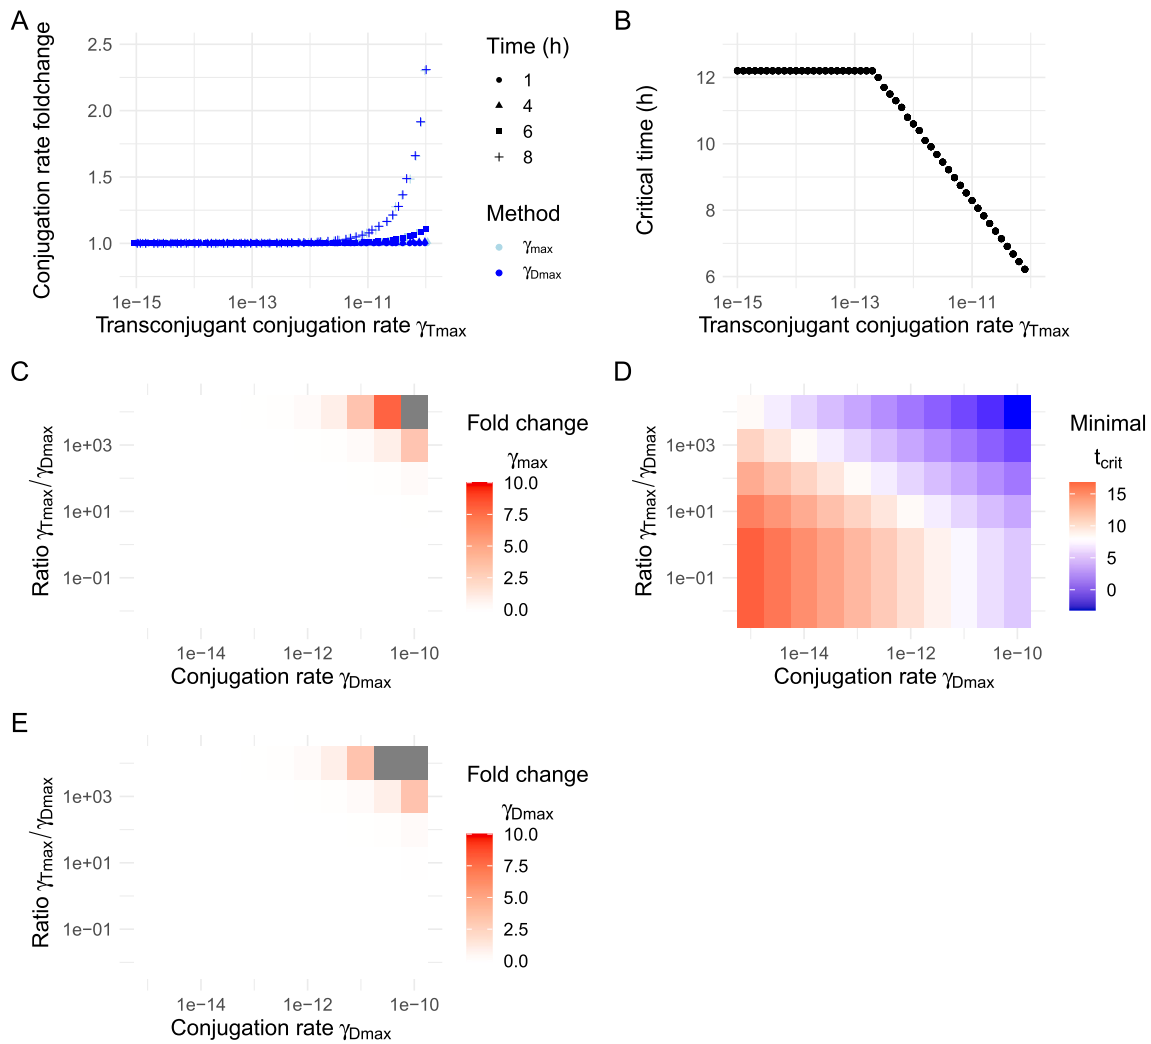 A
Conjugation rate foldchange
2.5
2.0
1.5
1.0
1e−15
1e−13
1e−11
Transconjugant conjugation rate γTmax
Time (h)
1
4
6
8
Method
γmax
γDmax
B
Critical time (h)
12
10
8
6
1e−15
1e−13
1e−11
Transconjugant conjugation rate γTmax
C
Ratio γTmax/γDmax
1e+03
1e+01
1e−01
1e−14
1e−12
1e−10
Conjugation rate γDmax
Fold change
γmax
10.0
7.5
5.0
2.5
0.0
D
Ratio γTmax/γDmax
1e+03
1e+01
1e−01
1e−14
1e−12
1e−10
Conjugation rate γDmax
Minimal
tcrit
15
10
5
0
E
Ratio γTmax/γDmax
1e+03
1e+01
1e−01
1e−14
1e−12
1e−10
Conjugation rate γDmax
Fold change
γDmax
10.0
7.5
5.0
2.5
0.0